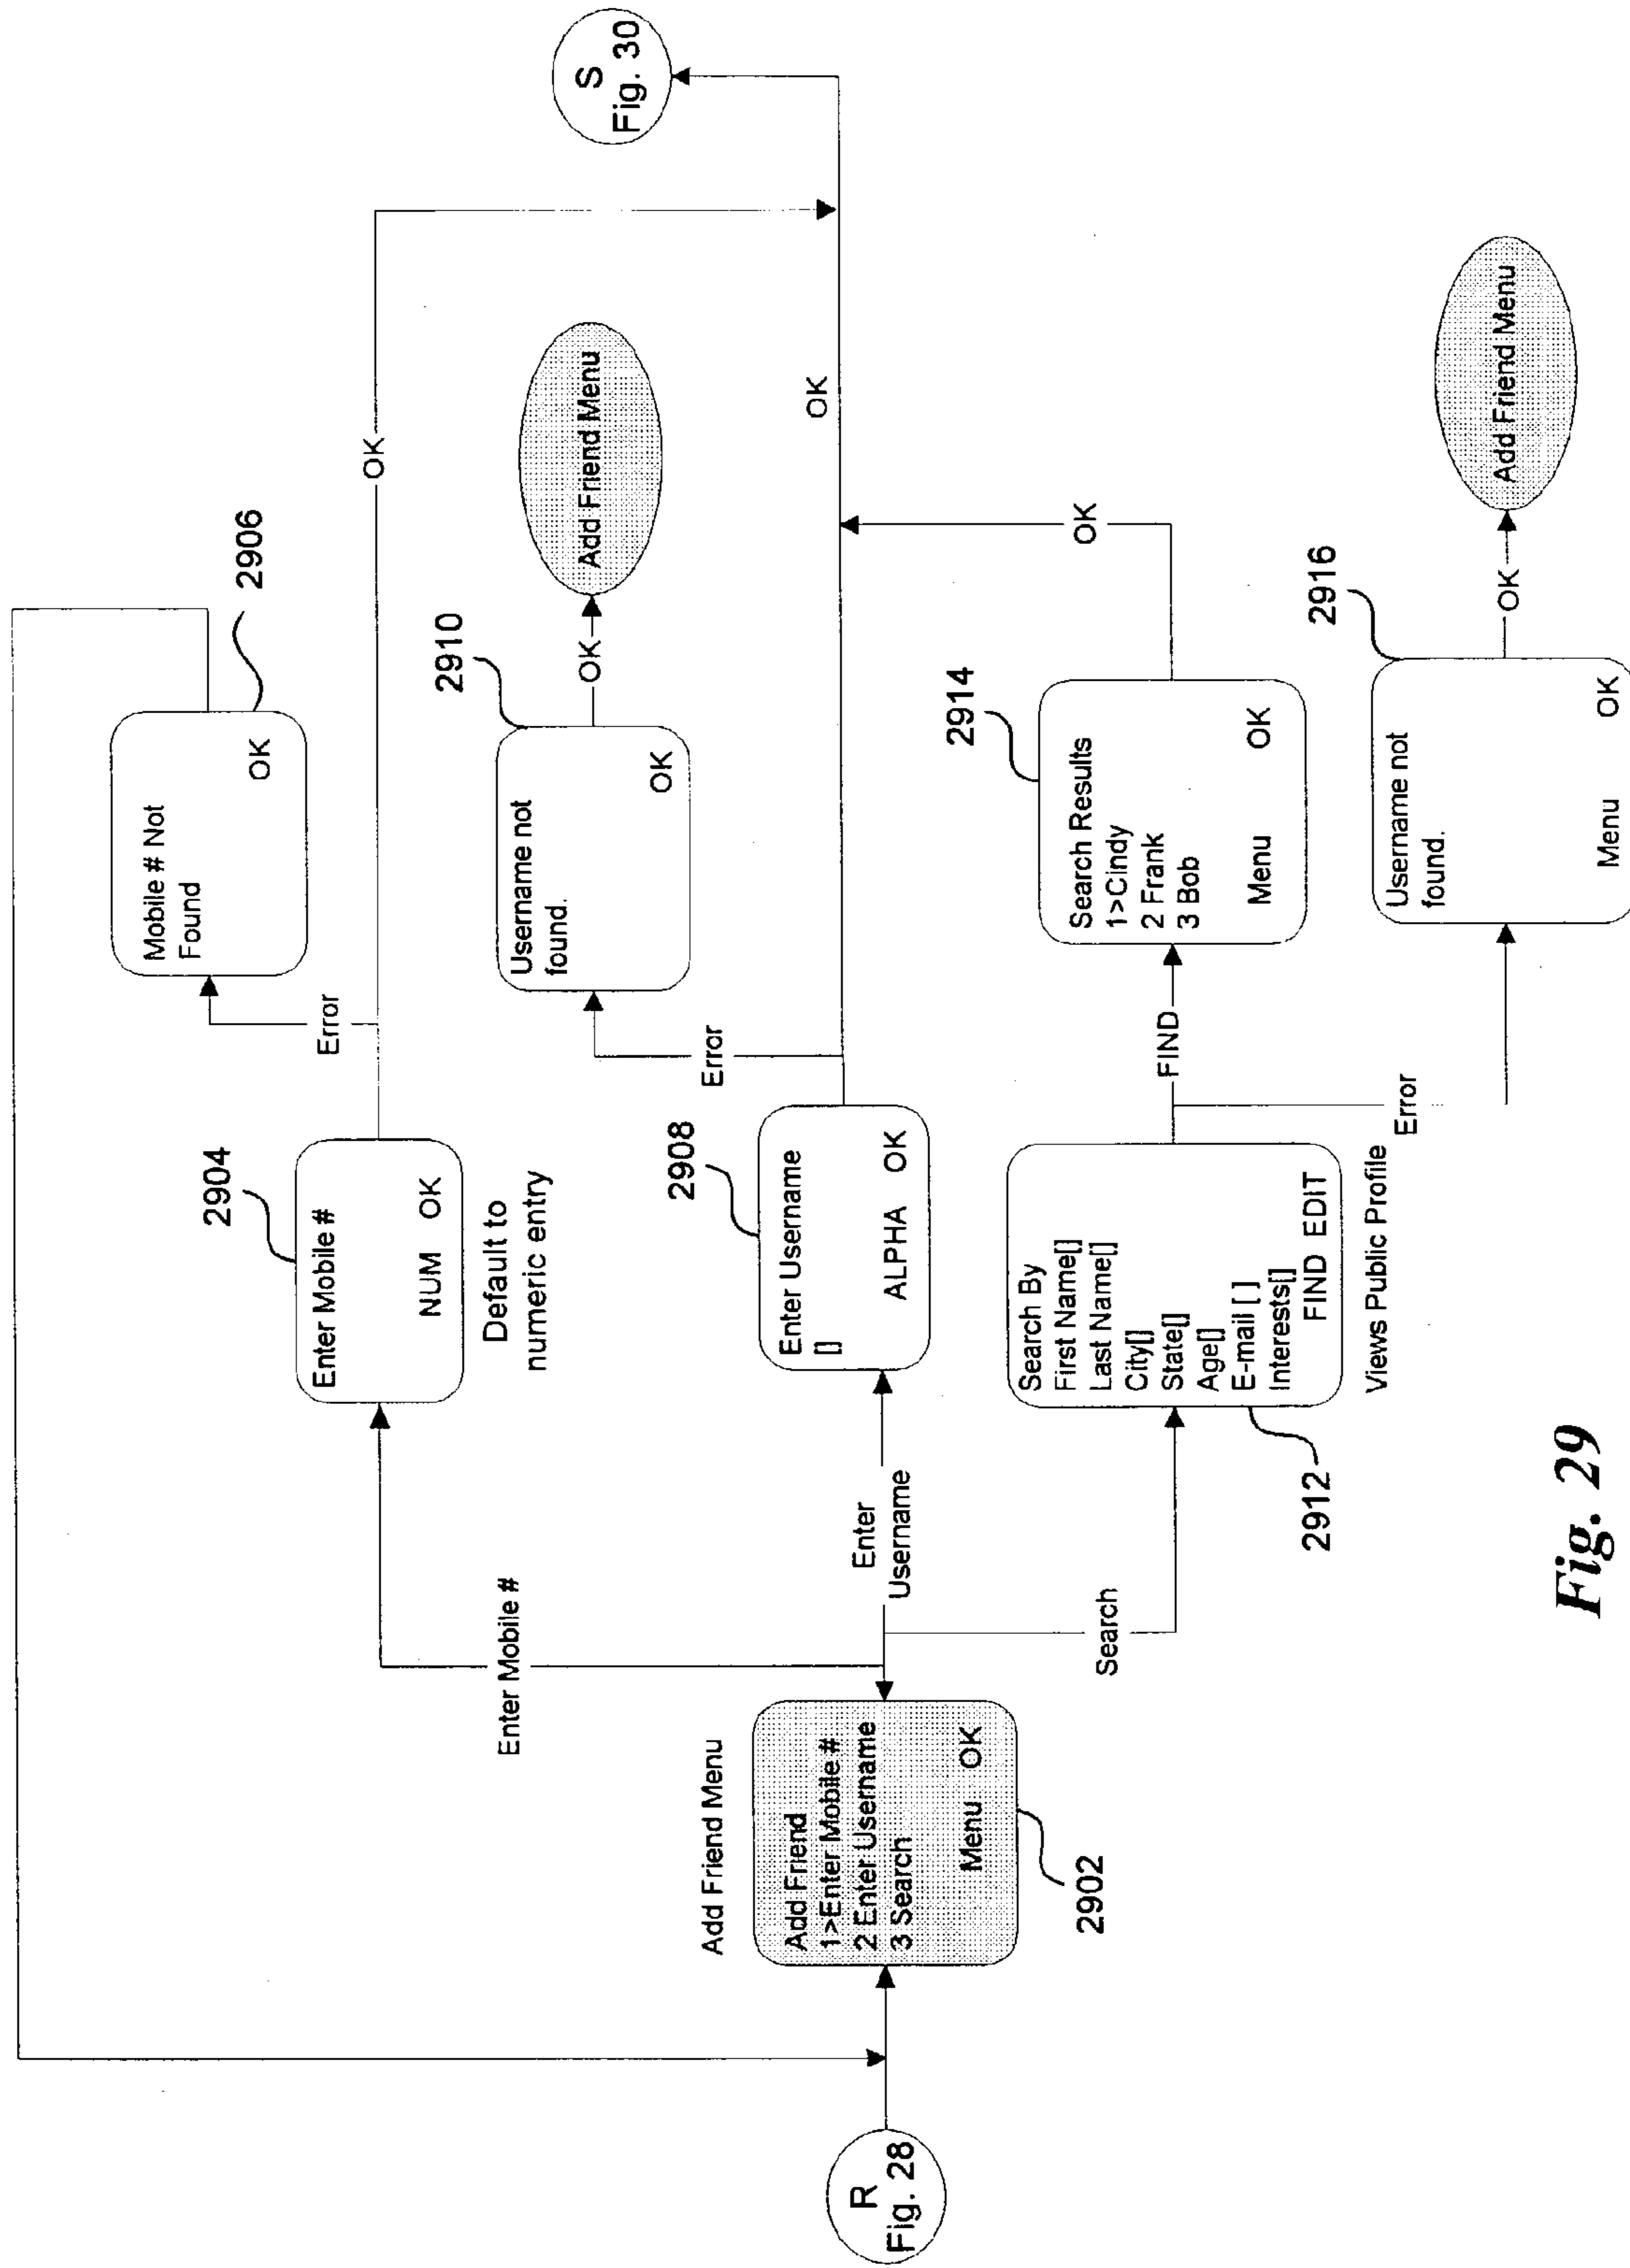 R
Fig. 28
Add Friend Menu
Add Friend
1>Enter Mobile #
2 Enter Username
3 Search
Menu OK
2902
Enter Mobile #
Enter
Username
Search
2904
Enter Mobile #
NUM OK
Default to
numeric entry
Error
Mobile # Not
Found
OK
2906
OK
2908
Enter Username
[]
ALPHA OK
Error
2910
Username not
found.
OK
OK
Add Friend Menu
OK
S
Fig. 30
2912
Search By
First Name[]
Last Name[]
City[]
State[]
Age[]
E-mail [ ]
Interests[]
FIND EDIT
Views Public Profile
FIND
2914
Search Results
1>Cindy
2 Frank
3 Bob
Menu OK
OK
Error
2916
Username not
found.
Menu OK
OK
Add Friend Menu
Fig. 29